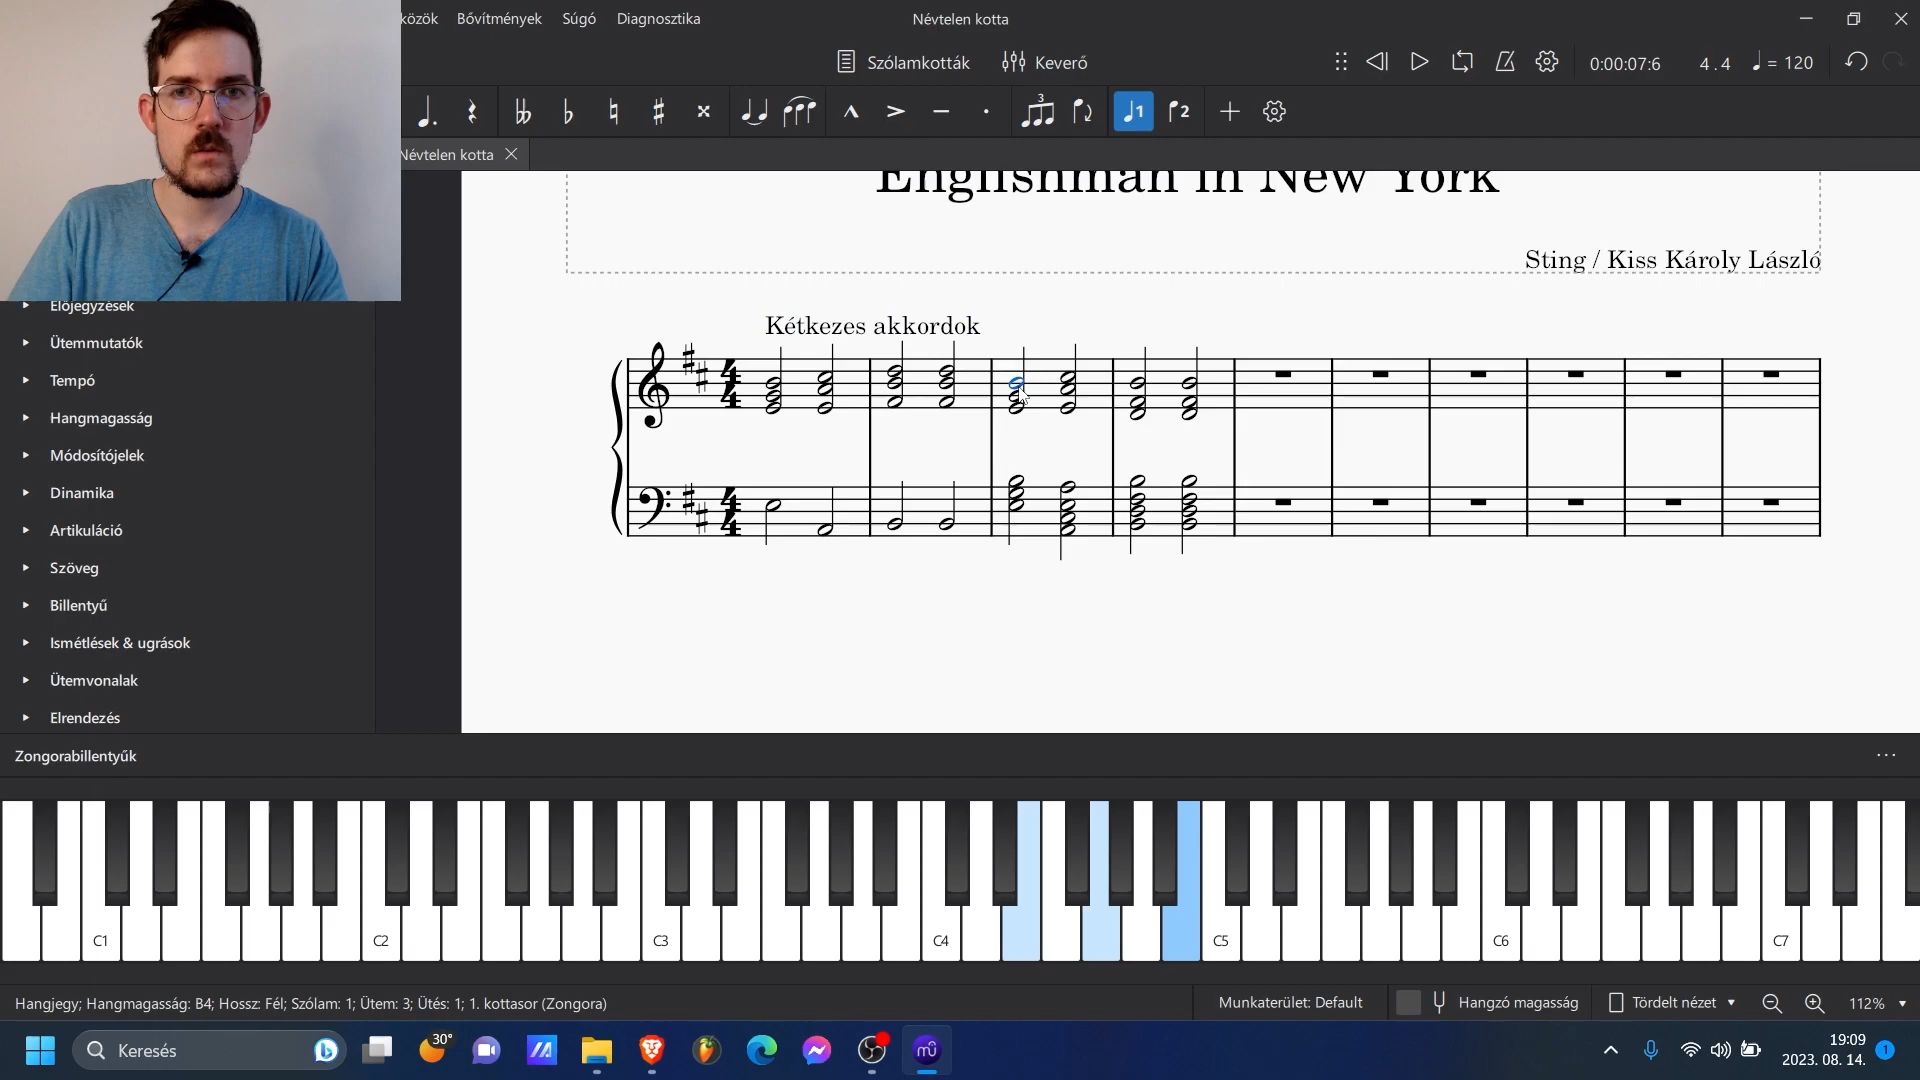 közök Bővítmények Súgó Diagnosztika Névtelen kotta
Szólamkották Keverő 0:00:07:6 4 . 4 = 120
3 1 2
Névtelen kotta
Englishman in New York
Sting / Kiss Károly László
Kétkezes akkordok
Előjegyzések
Ütemmutatók
Tempó
Hangmagasság
Módosítójelek
Dinamika
Artikuláció
Szöveg
Billentyű
Ismétlések & ugrások
Ütemvonalak
Elrendezés
Zongorabillentyűk
C1 C2 C3 C4 C5 C6 C7
Hangjegy; Hangmagasság: B4; Hossz: Fél; Szólam: 1; Ütem: 3; Ütés: 1; 1. kottasor (Zongora) Munkaterület: Default Hangzó magasság Tördelt nézet 112%
Keresés 30° 19:09
2023. 08. 14. 1